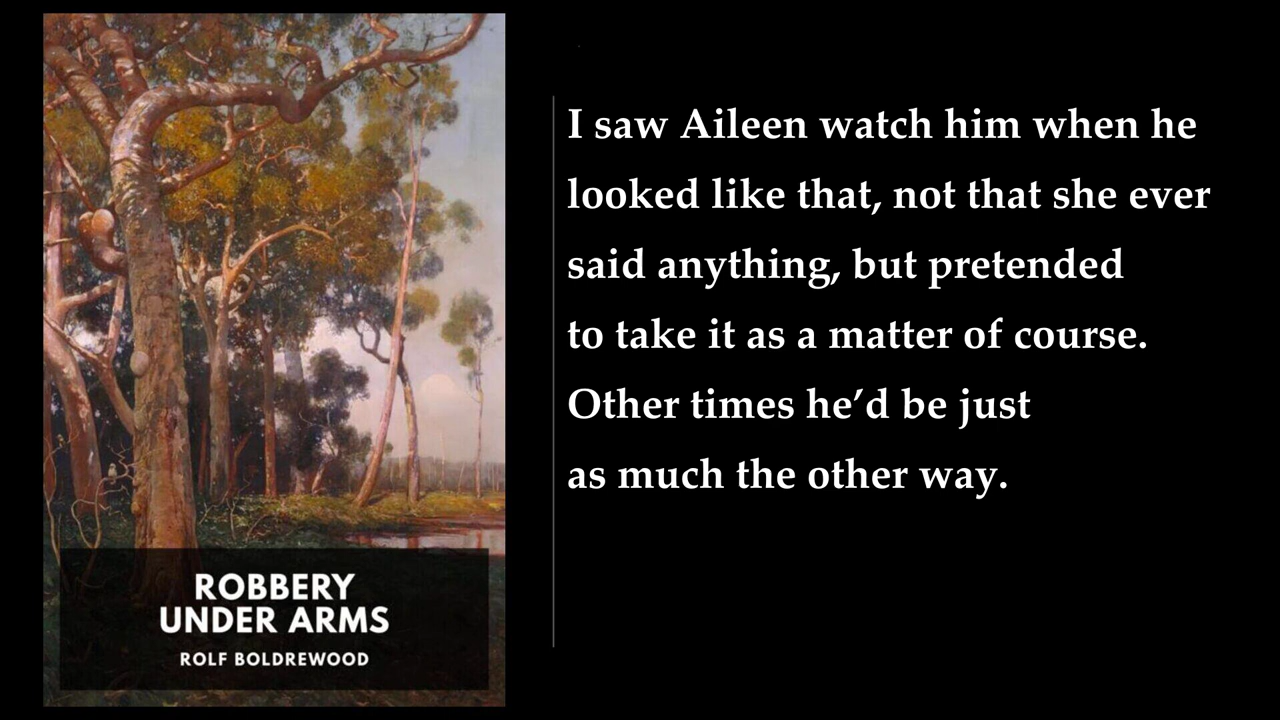 I saw Aileen watch him when he
looked like that, not that she ever
said anything, but pretended
to take it as a matter of course.
Other times he’d be just
as much the other way.
ROBBERY
UNDER ARMS
ROLF BOLDREWOOD